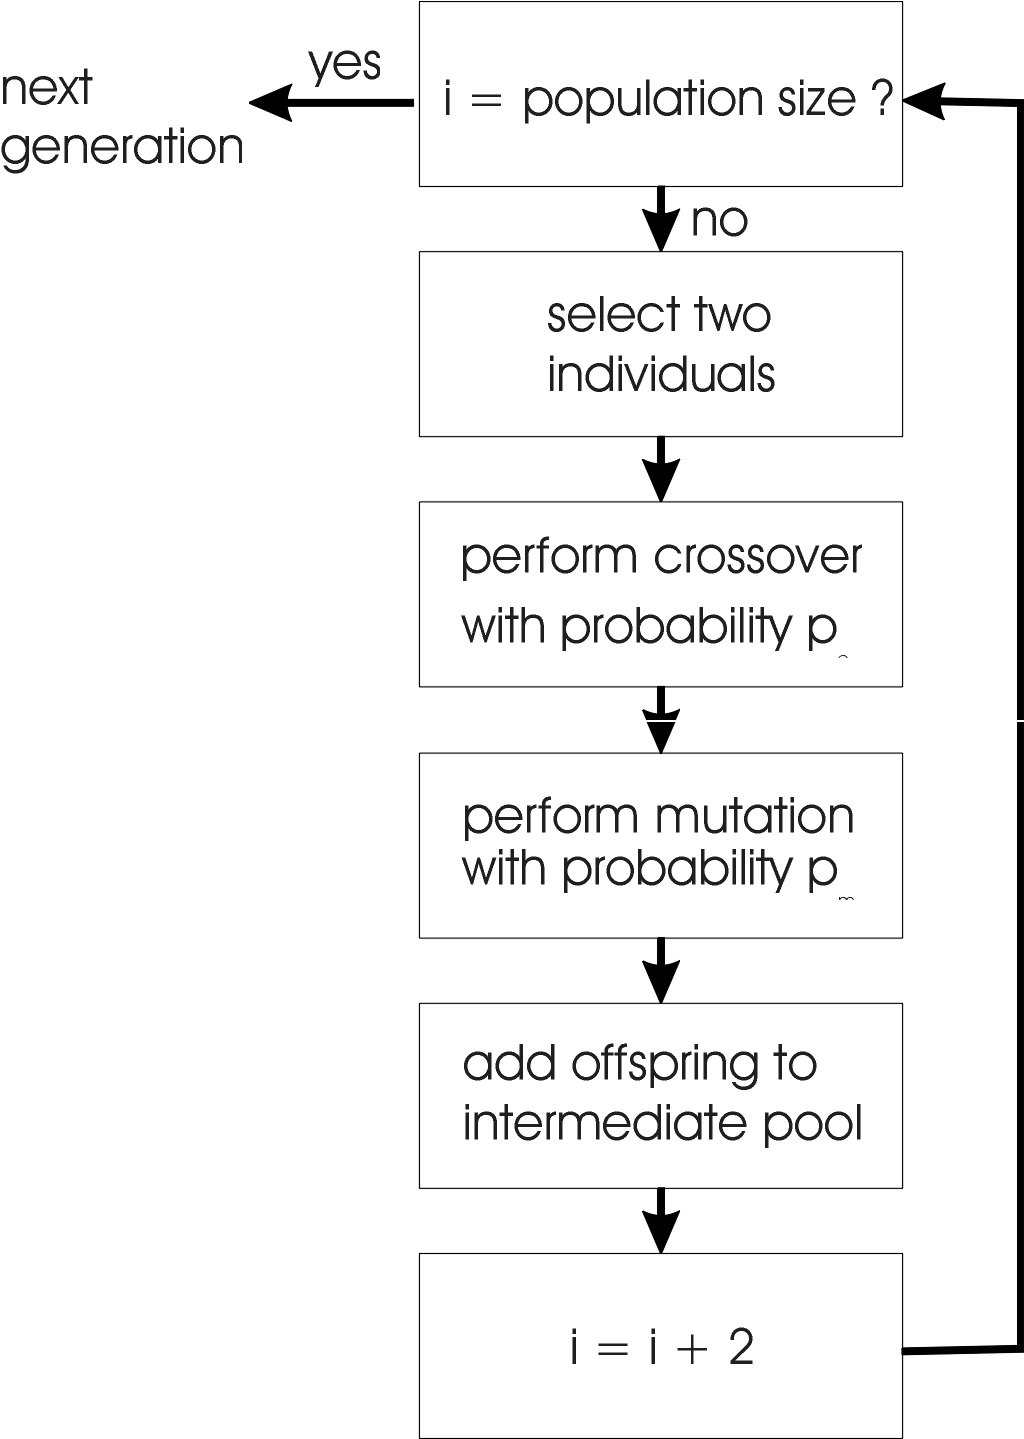 yes
next
generation
i = population size ?
no
select two
individuals
perform crossover
with probability p
perform mutation
with probability p
m
add offspring to
intermediate pool
i = i + 2